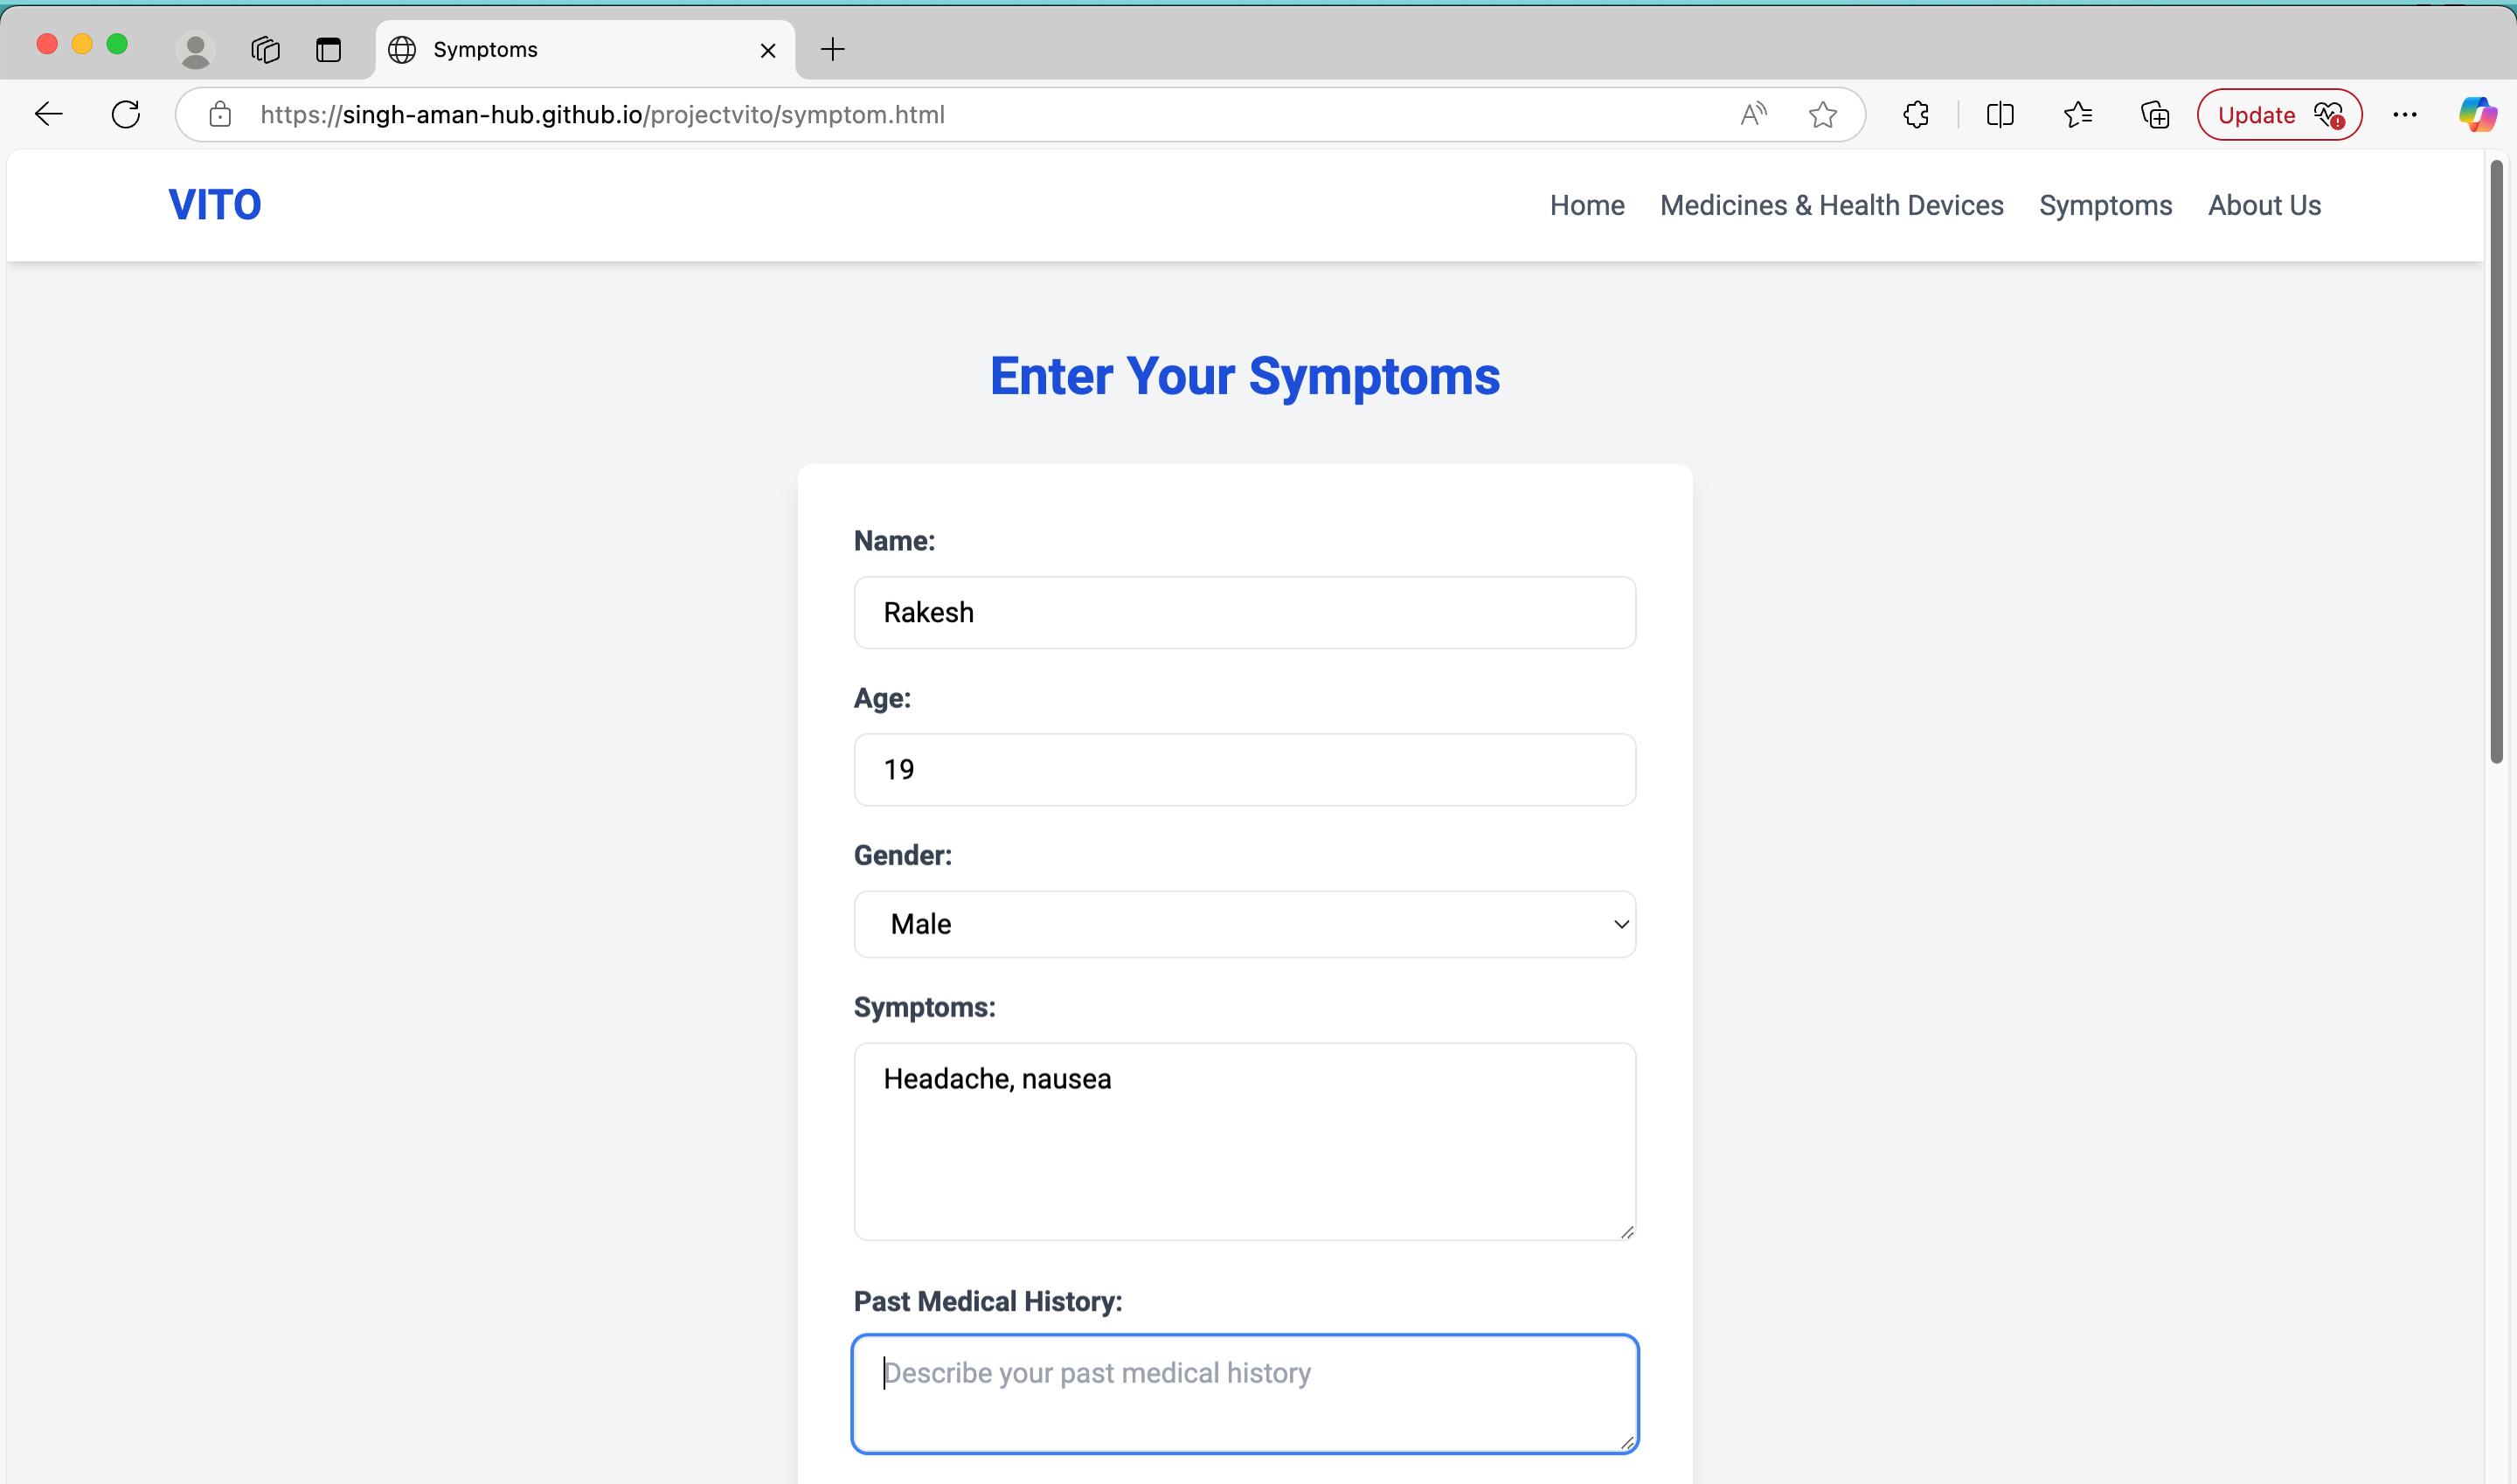 Symptoms
https://singh-aman-hub.github.io/projectvito/symptom.html
Update
VITO
Home Medicines & Health Devices Symptoms About Us
Enter Your Symptoms
Name:
Rakesh
Age:
19
Gender:
Male
Symptoms:
Headache, nausea
Past Medical History:
Describe your past medical history